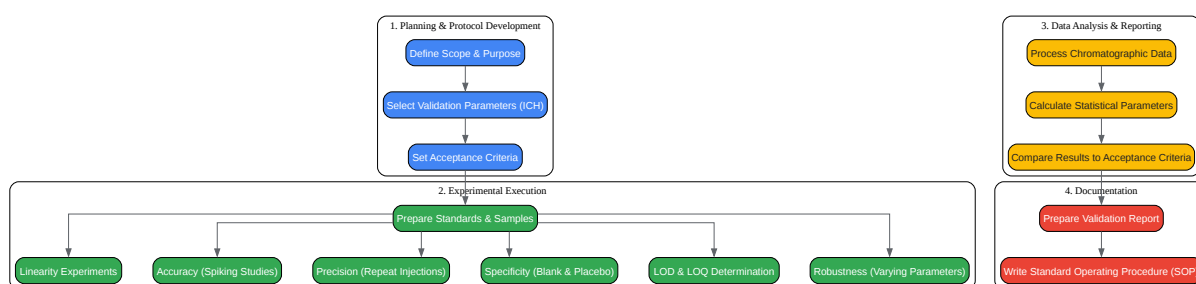 1. Planning & Protocol Development
Define Scope & Purpose
Select Validation Parameters (ICH)
Set Acceptance Criteria
2. Experimental Execution
Prepare Standards & Samples
Linearity Experiments
Accuracy (Spiking Studies)
Precision (Repeat Injections)
Specificity (Blank & Placebo)
LOD & LOQ Determination
Robustness (Varying Parameters)
3. Data Analysis & Reporting
Process Chromatographic Data
Calculate Statistical Parameters
Compare Results to Acceptance Criteria
4. Documentation
Prepare Validation Report
Write Standard Operating Procedure (SOP